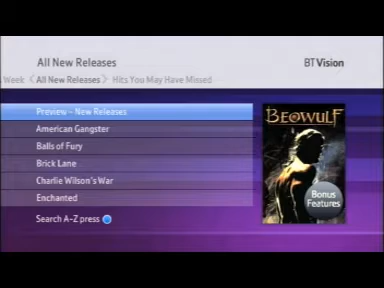 All New Releases
BT Vision
Week < All New Releases > Hits You May Have Missed
Preview - New Releases
American Gangster
Balls of Fury
Brick Lane
Charlie Wilson's War
Enchanted
Search A-Z press
BEOWULF
Bonus
Features